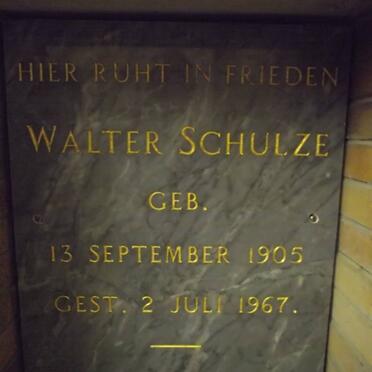 HIER RUHT IN FRIEDEN
WALTER SCHULZE
GEB.
13 SEPTEMBER 1905
GEST. 2 JULI 1967.